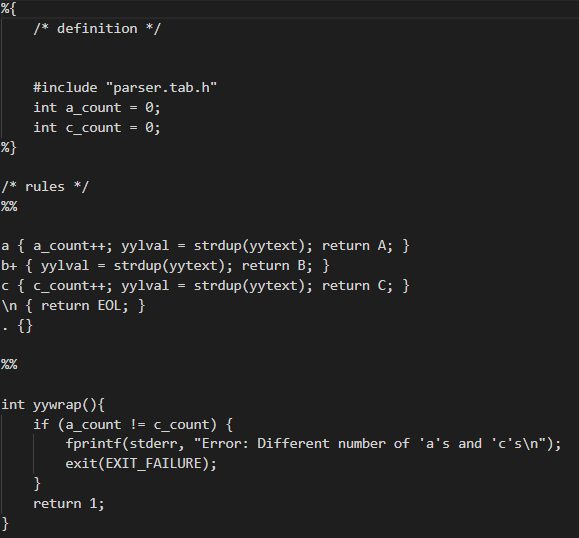 %{
    /* definition */
    #include "parser.tab.h"
    int a_count = 0;
    int c_count = 0;
%}
/* rules */
%%
a { a_count++; yylval = strdup(yytext); return A; }
b+ { yylval = strdup(yytext); return B; }
c { c_count++; yylval = strdup(yytext); return C; }
\n { return EOL; }
. {}
%%
int yywrap(){
    if (a_count != c_count) {
        fprintf(stderr, "Error: Different number of 'a's and 'c's\n");
        exit(EXIT_FAILURE);
    }
    return 1;
}